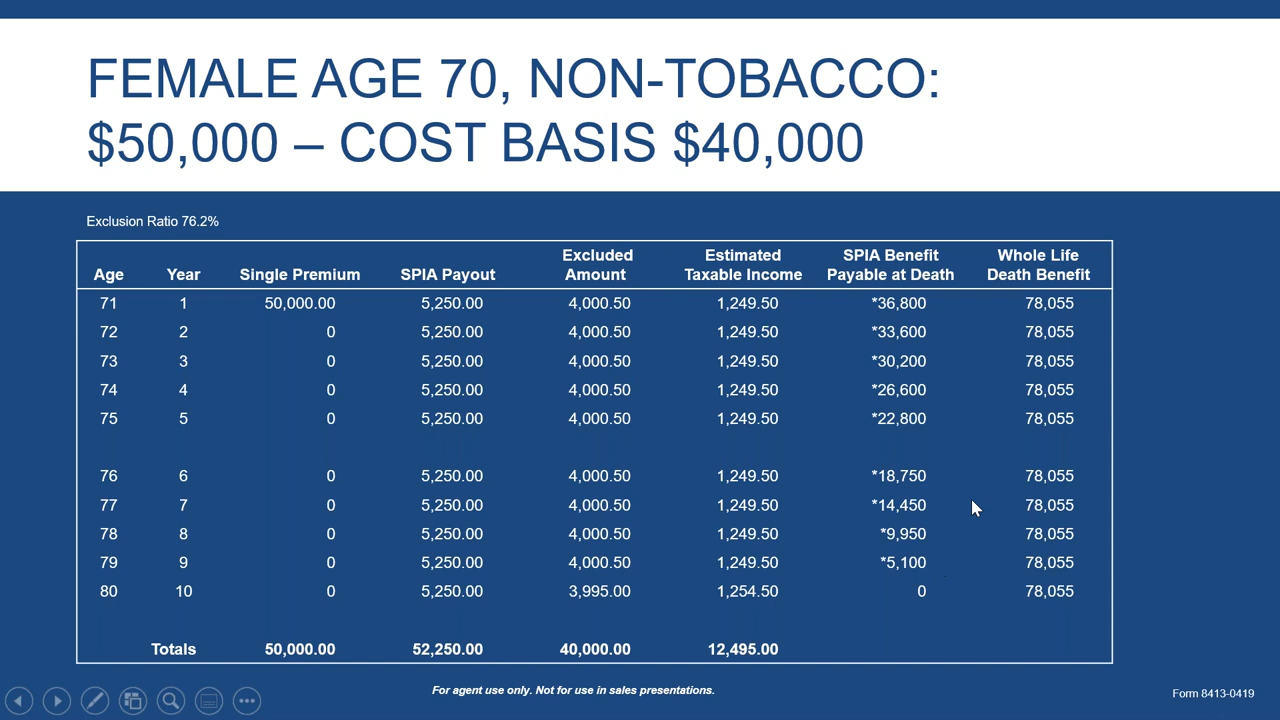 FEMALE AGE 70, NON-TOBACCO:
$50,000 – COST BASIS $40,000
Exclusion Ratio 76.2%
Age Year Single Premium SPIA Payout Excluded Amount Estimated Taxable Income SPIA Benefit Payable at Death Whole Life Death Benefit
71 1 50,000.00 5,250.00 4,000.50 1,249.50 *36,800 78,055
72 2 0 5,250.00 4,000.50 1,249.50 *33,600 78,055
73 3 0 5,250.00 4,000.50 1,249.50 *30,200 78,055
74 4 0 5,250.00 4,000.50 1,249.50 *26,600 78,055
75 5 0 5,250.00 4,000.50 1,249.50 *22,800 78,055
76 6 0 5,250.00 4,000.50 1,249.50 *18,750 78,055
77 7 0 5,250.00 4,000.50 1,249.50 *14,450 78,055
78 8 0 5,250.00 4,000.50 1,249.50 *9,950 78,055
79 9 0 5,250.00 4,000.50 1,249.50 *5,100 78,055
80 10 0 5,250.00 3,995.00 1,254.50 0 78,055
Totals 50,000.00 52,250.00 40,000.00 12,495.00
For agent use only. Not for use in sales presentations.
Form 8413-0419